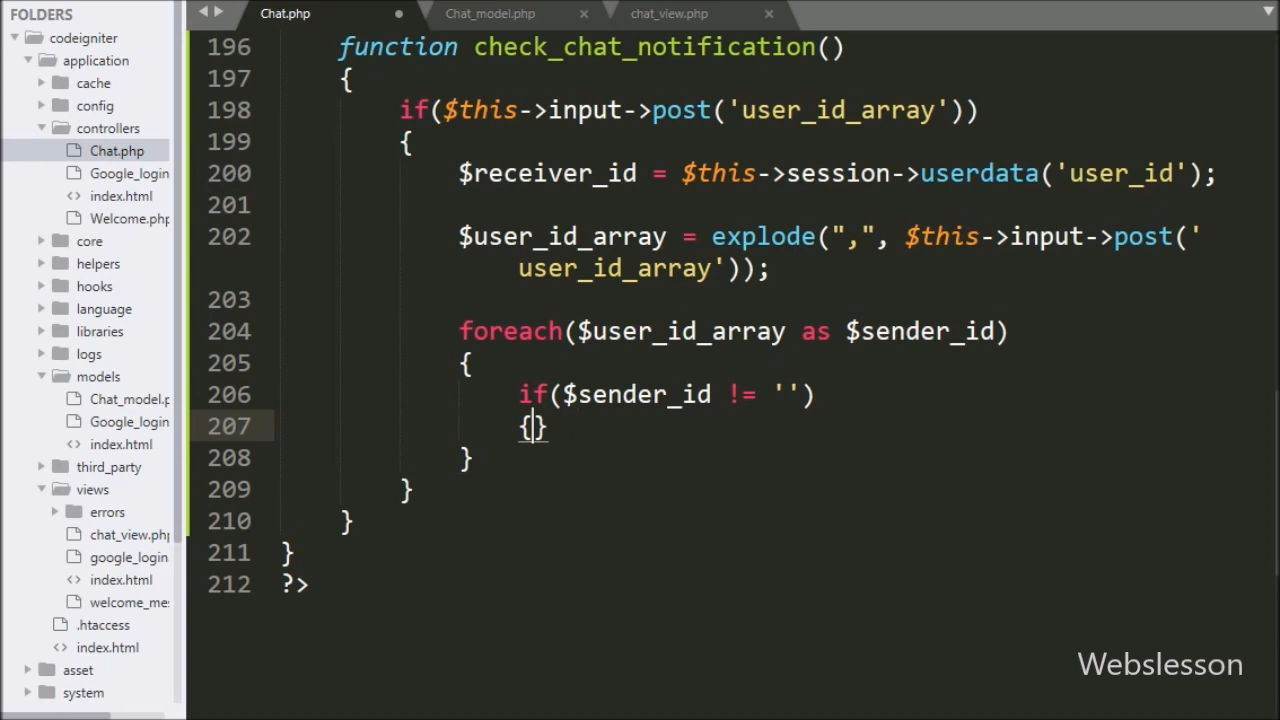 FOLDERS
codeigniter
application
cache
config
controllers
Chat.php
Google_login
index.html
Welcome.php
core
helpers
hooks
language
libraries
logs
models
Chat_model.p
Google_login
index.html
third_party
views
errors
chat_view.php
google_login
index.html
welcome_mes
.htaccess
index.html
asset
system
Chat.php
Chat_model.php
chat_view.php
196 function check_chat_notification()
197 {
198 if($this->input->post('user_id_array'))
199 {
200 $receiver_id = $this->session->userdata('user_id');
201
202 $user_id_array = explode(",", $this->input->post('
user_id_array'));
203
204 foreach($user_id_array as $sender_id)
205 {
206 if($sender_id != '')
207 {}
208 }
209 }
210 }
211 }
212 ?>
Webslesson